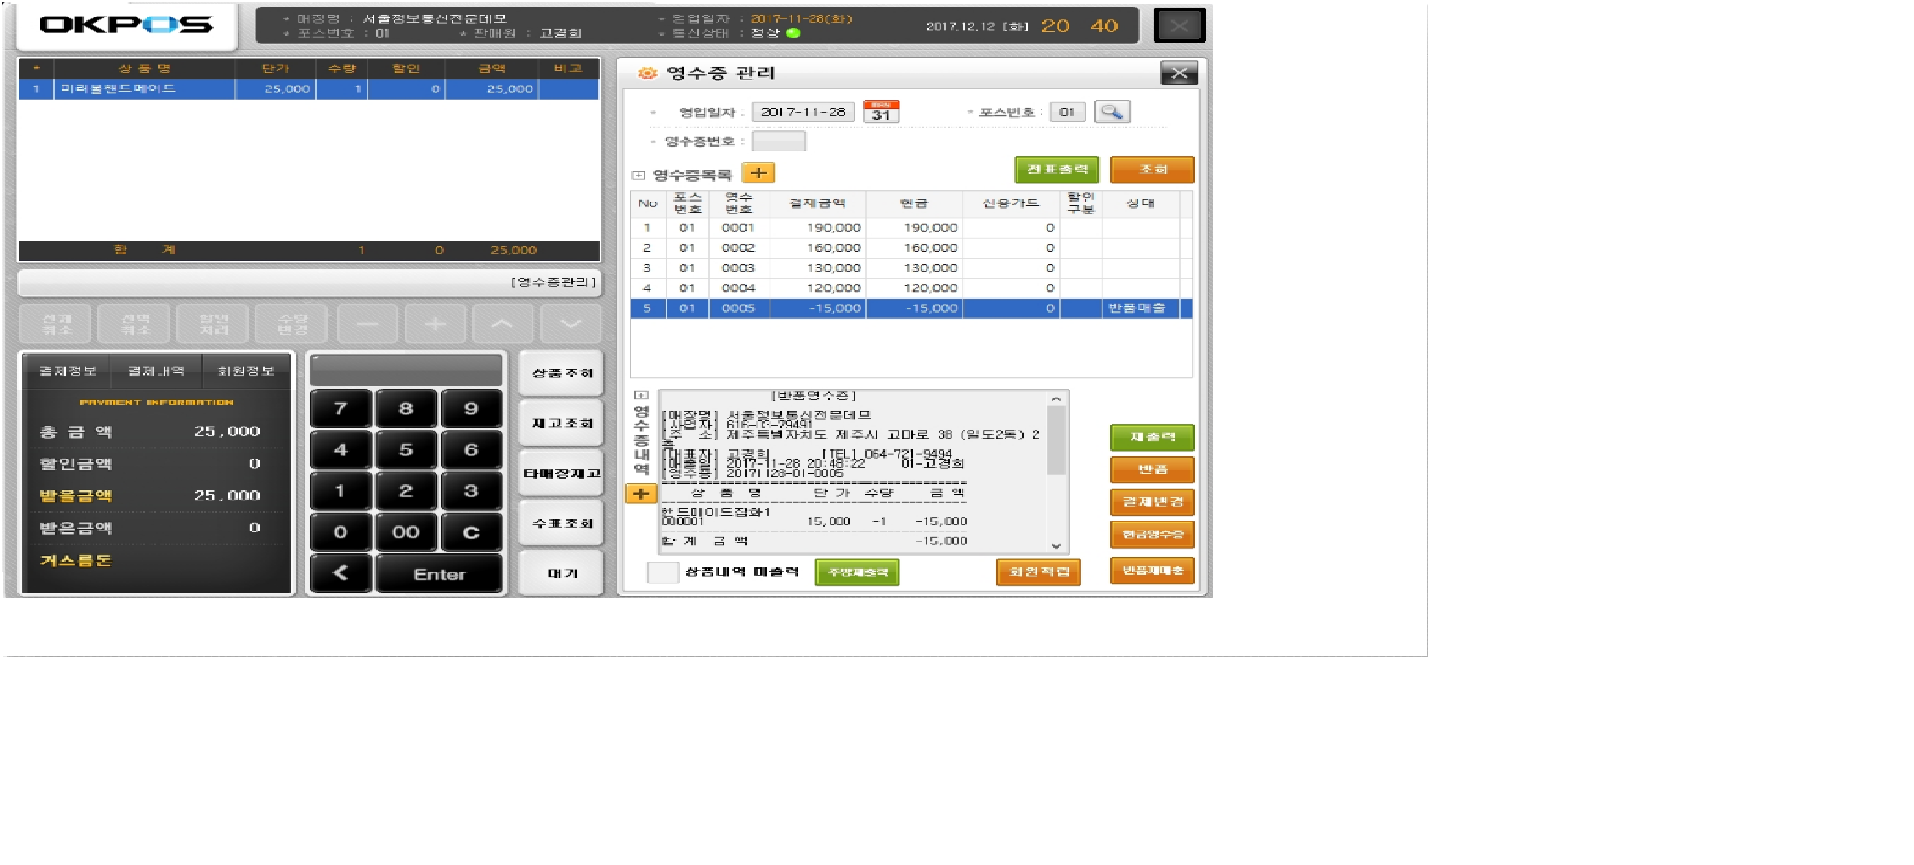 OKPOS
매장명 : 서울정보통신전문데모
영업일자 : 2017-11-28(화)
포스번호 : 01
판매원 : 고경희
통신상태 : 정상
2017.12.12 [화] 20 40
상 품 명 단가 수량 할인 금액 비고
1 25,000 1 0 25,000
합 계 1 0 25,000
[영수증관리]
전체취소 선택취소 할인처리 수량변경 − +
결제정보 결제내역 회원정보
PAYMENT INFORMATION
총 금 액 25,000
할인금액 0
받을금액 25,000
받은금액 0
거스름돈
7 8 9
4 5 6
1 2 3
0 00 C
< Enter
상품조회
재고조회
타매장재고
수표조회
대기
영수증 관리
영업일자 : 2017-11-28 31 포스번호 : 01
영수증번호 :
영수증목록 + 전표출력 조회
No 포스번호 영수번호 결제금액 현금 신용카드 할인구분 상태
1 01 0001 190,000 190,000 0
2 01 0002 160,000 160,000 0
3 01 0003 130,000 130,000 0
4 01 0004 120,000 120,000 0
5 01 0005 -15,000 -15,000 0 반품매출
영수증내역 +
[반품영수증]
[매장명] 서울정보통신전문데모
[사업자] 616-
[주 소] 제주특별자치도 제주시 고마로 38 (일도2동) 2
층
[대표자] 고경희 [TEL] 064-721-9494
[매출일] 2017-11-28 20:48:22 01-고경희
[영수증] 20171128-01-0005
상 품 명 단 가 수량 금 액
핸드메이드잡화1
000001 15,000 -1 -15,000
합 계 금 액 -15,000
재출력
반품
결제변경
현금영수증
반품재매출
상품내역 미출력 주방재출력 회원적립